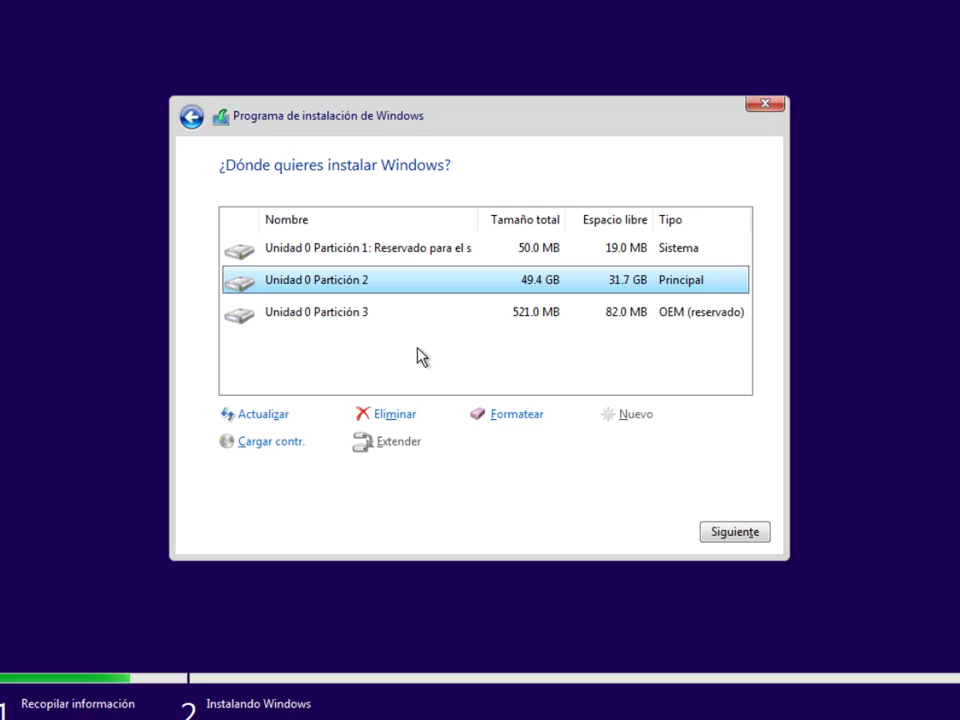 Programa de instalación de Windows
¿Dónde quieres instalar Windows?
Nombre Tamaño total Espacio libre Tipo
Unidad 0 Partición 1: Reservado para el s 50.0 MB 19.0 MB Sistema
Unidad 0 Partición 2 49.4 GB 31.7 GB Principal
Unidad 0 Partición 3 521.0 MB 82.0 MB OEM (reservado)
Actualizar Eliminar Formatear Nuevo
Cargar contr. Extender
Siguiente
1 Recopilar información 2 Instalando Windows